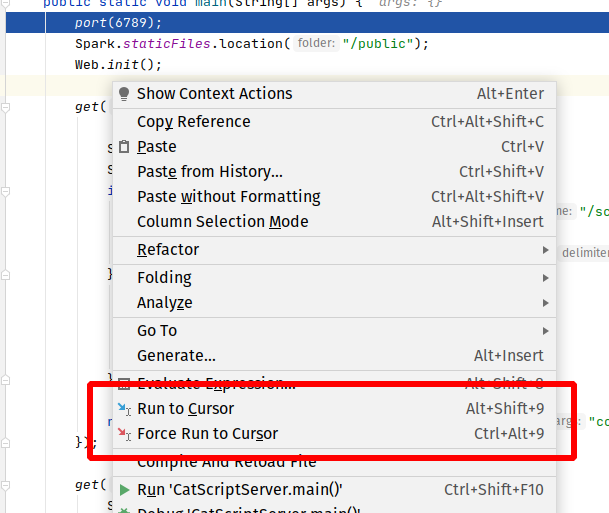 public static void main(String[] args) { args: {}
port(6789);
Spark.staticFiles.location( folder: "/public");
Web.init();
get(
Show Context Actions Alt+Enter
Copy Reference Ctrl+Alt+Shift+C
S
Paste Ctrl+V
S
Paste from History... Ctrl+Shift+V
i
Paste without Formatting Ctrl+Alt+Shift+V
me: "/sc
Column Selection Mode Alt+Shift+Insert
Refactor
delimiter
Folding
}
Analyze
Go To
Generate... Alt+Insert
Evaluate Expression... Alt+Shift+8
}
Run to Cursor Alt+Shift+9
Force Run to Cursor Ctrl+Alt+9
args: "co
});
Compile And Reload File
get(
Run 'CatScriptServer.main()' Ctrl+Shift+F10
S
Debug 'CatScriptServer.main()'